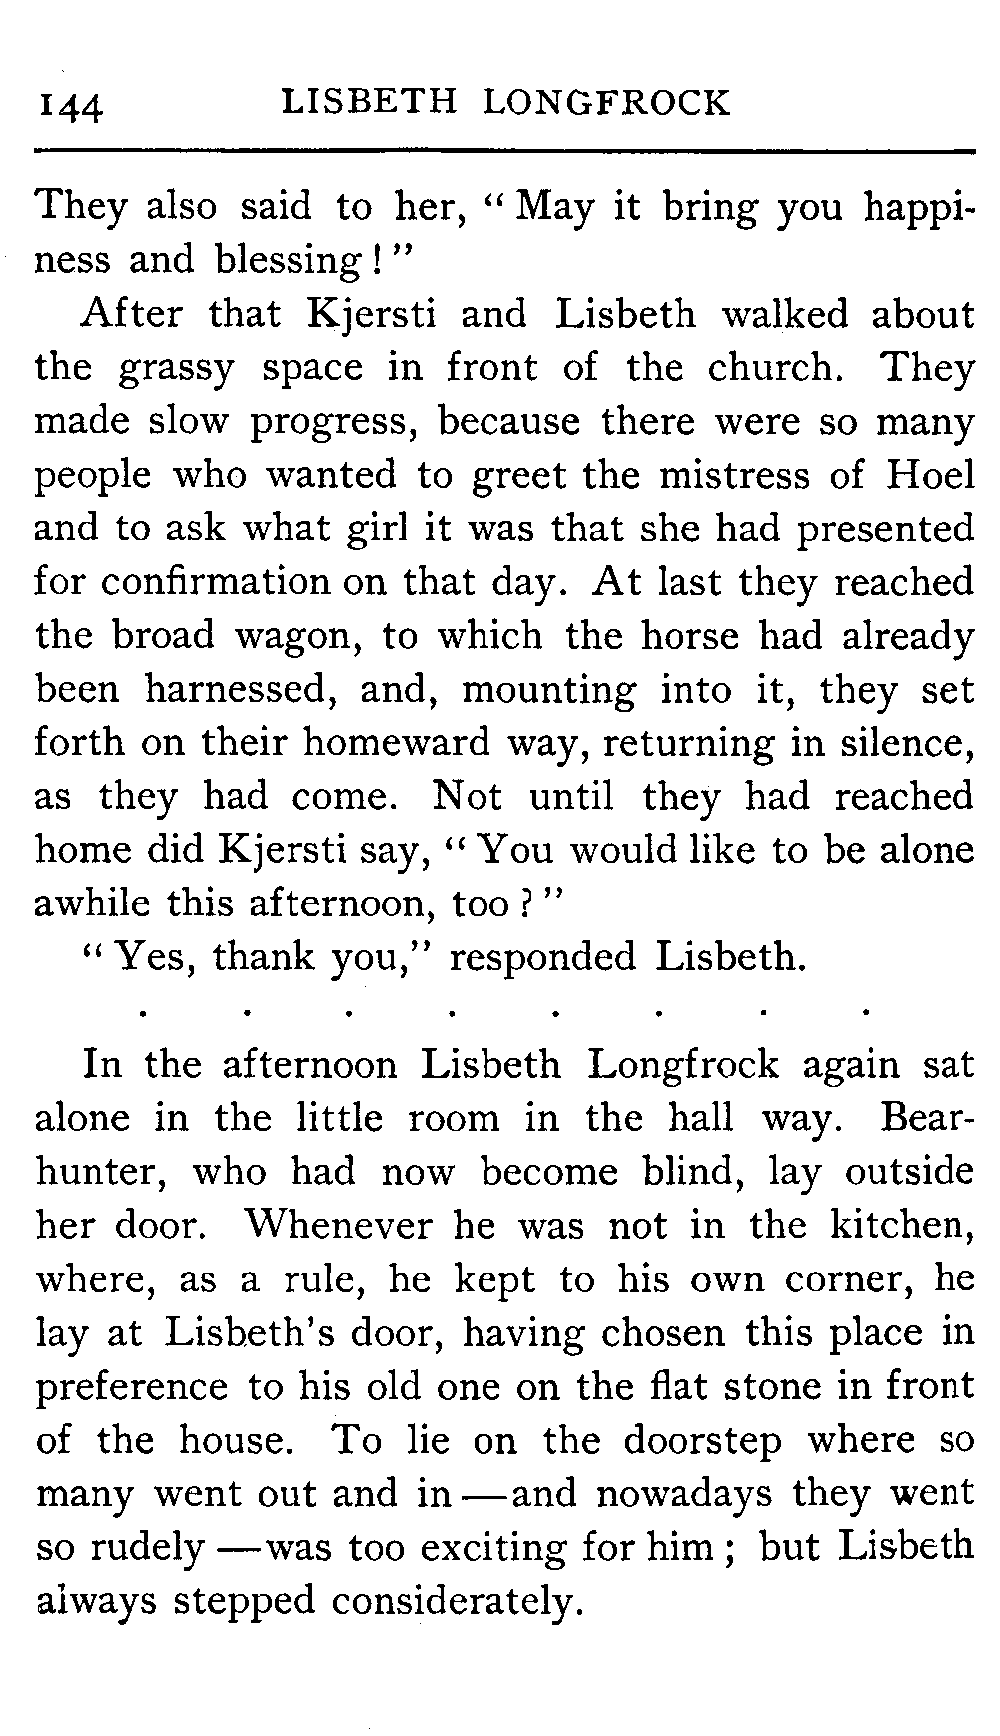 144 LISBETH LONGFROCK
They also said to her, “ May it bring you happi-
ness and blessing ! ”
After that Kjersti and Lisbeth walked about
the grassy space in front of the church. They
made slow progress, because there were so many
people who wanted to greet the mistress of Hoel
and to ask what girl it was that she had presented
for confirmation on that day. At last they reached
the broad wagon, to which the horse had already
been harnessed, and, mounting into it, they set
forth on their homeward way, returning in silence,
as they had come. Not until they had reached
home did Kjersti say, “ You would like to be alone
awhile this afternoon, too ? ”
“ Yes, thank you,” responded Lisbeth.
. . . . . . . .
In the afternoon Lisbeth Longfrock again sat
alone in the little room in the hall way. Bear-
hunter, who had now become blind, lay outside
her door. Whenever he was not in the kitchen,
where, as a rule, he kept to his own corner, he
lay at Lisbeth’s door, having chosen this place in
preference to his old one on the flat stone in front
of the house. To lie on the doorstep where so
many went out and in — and nowadays they went
so rudely — was too exciting for him ; but Lisbeth
always stepped considerately.